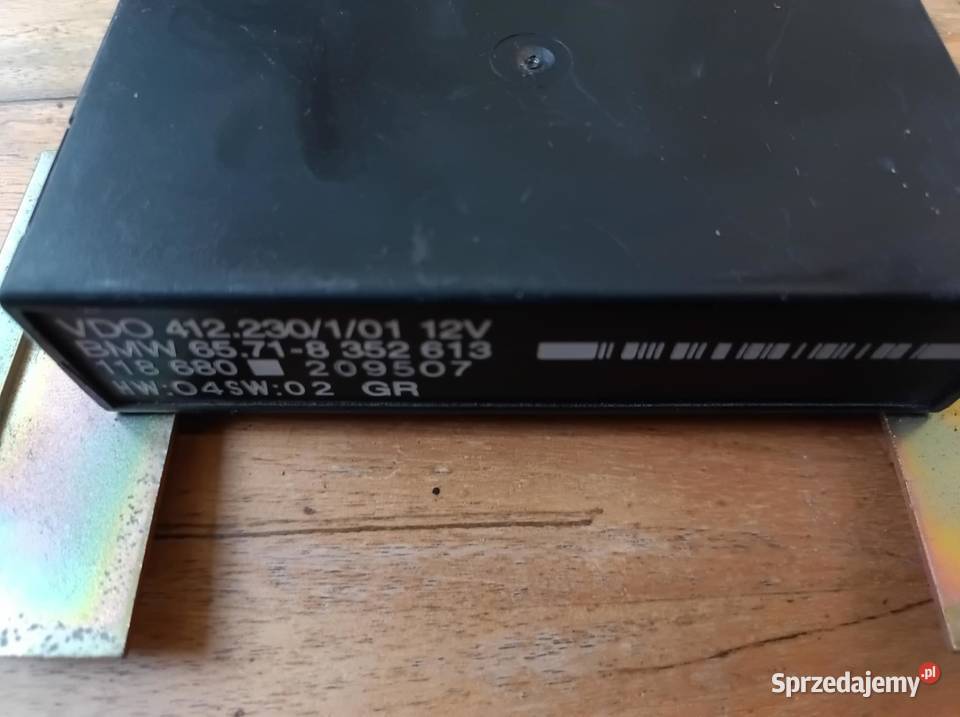 VDO 412.230/1/01 12V
BMW 65.71-8 352 613
118 680 209507
HW:04SW:02 GR
Sprzedajemy.pl